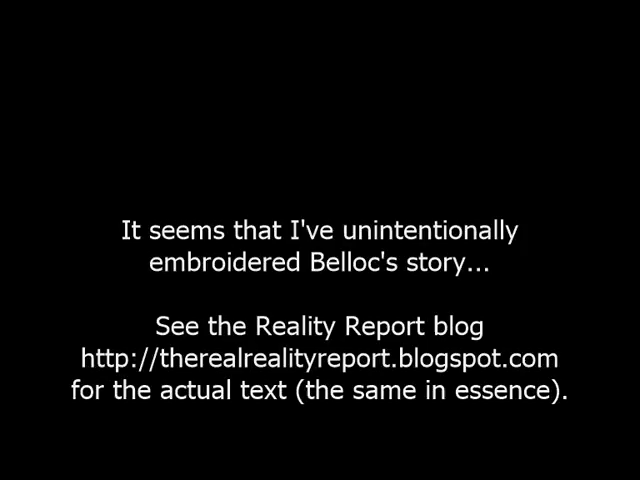 It seems that I've unintentionally
embroidered Belloc's story...
See the Reality Report blog
http://therealrealityreport.blogspot.com
for the actual text (the same in essence).